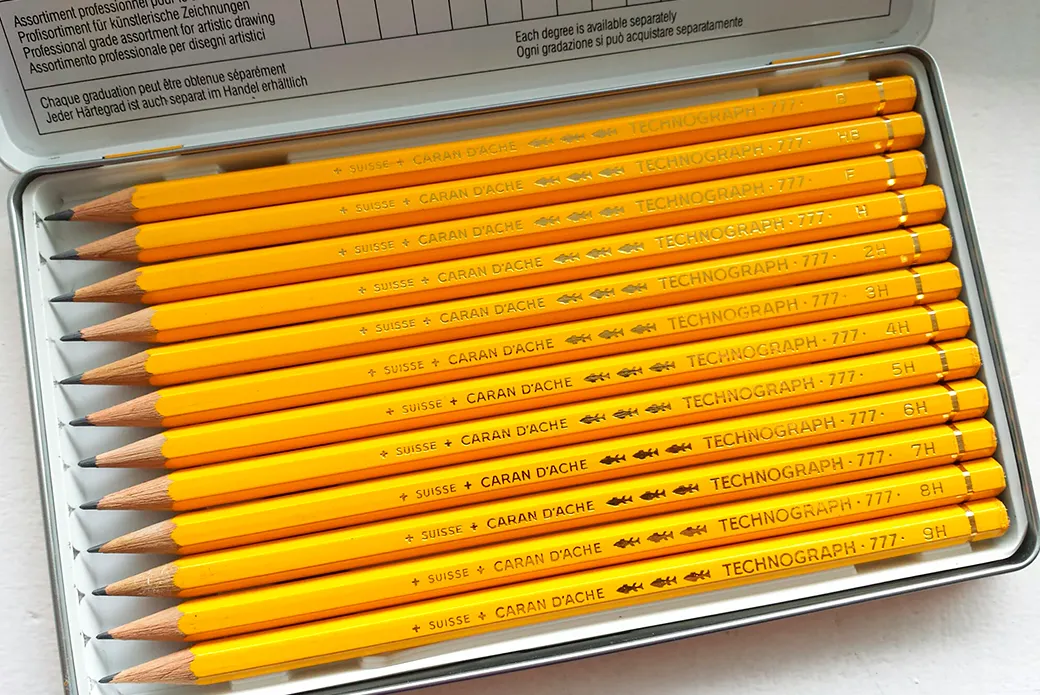 Assortiment professionnel pour
Profisortiment für künstlerische Zeichnungen
Professional grade assortment for artistic drawing
Assortimento professionale per disegni artistici
Chaque graduation peut être obtenue séparément
Jeder Härtegrad ist auch separat im Handel erhältlich
Each degree is available separately
Ogni gradazione si può acquistare separatamente
+ SUISSE + CARAN D'ACHE TECHNOGRAPH · 777 · B
+ SUISSE + CARAN D'ACHE TECHNOGRAPH · 777 · HB
+ SUISSE + CARAN D'ACHE TECHNOGRAPH · 777 · F
+ SUISSE + CARAN D'ACHE TECHNOGRAPH · 777 · H
+ SUISSE + CARAN D'ACHE TECHNOGRAPH · 777 · 2H
+ SUISSE + CARAN D'ACHE TECHNOGRAPH · 777 · 3H
+ SUISSE + CARAN D'ACHE TECHNOGRAPH · 777 · 4H
+ SUISSE + CARAN D'ACHE TECHNOGRAPH · 777 · 5H
+ SUISSE + CARAN D'ACHE TECHNOGRAPH · 777 · 6H
+ SUISSE + CARAN D'ACHE TECHNOGRAPH · 777 · 7H
+ SUISSE + CARAN D'ACHE TECHNOGRAPH · 777 · 8H
+ SUISSE + CARAN D'ACHE TECHNOGRAPH · 777 · 9H